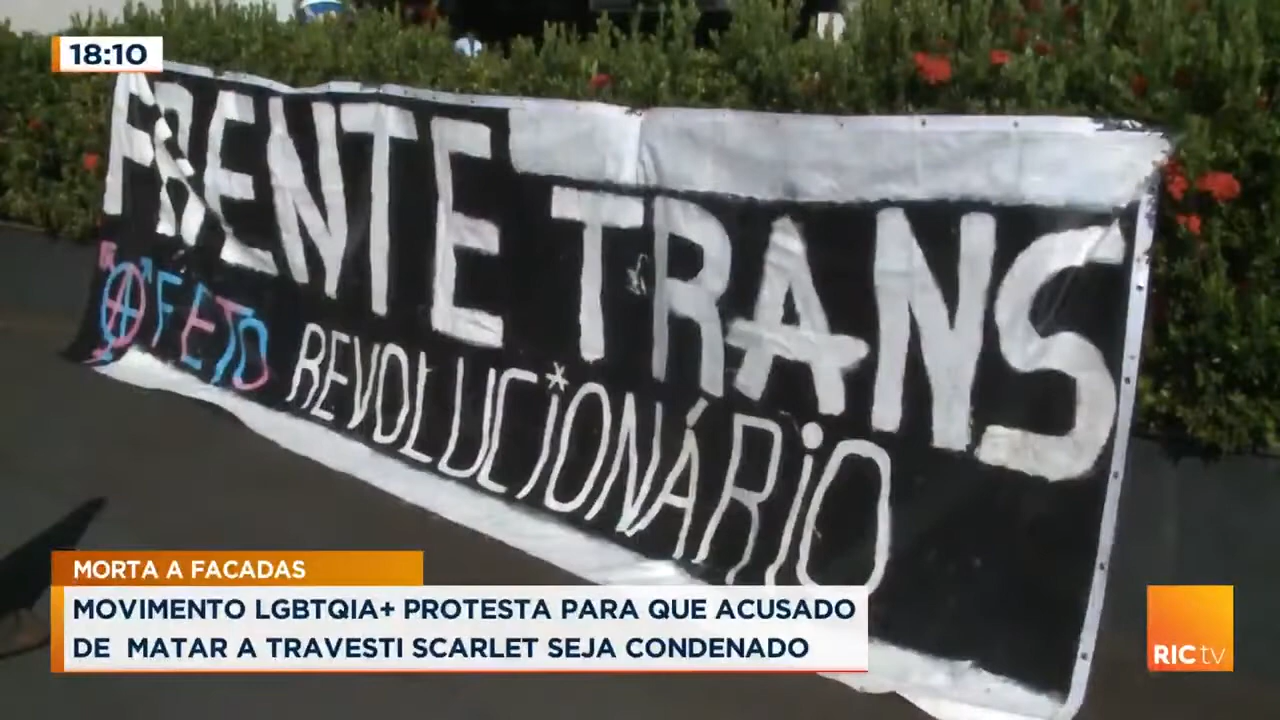 18:10
FRENTE TRANS
AFETO REVOLUCIONÁRIO
MORTA A FACADAS
MOVIMENTO LGBTQIA+ PROTESTA PARA QUE ACUSADO
DE MATAR A TRAVESTI SCARLET SEJA CONDENADO
RIC tv